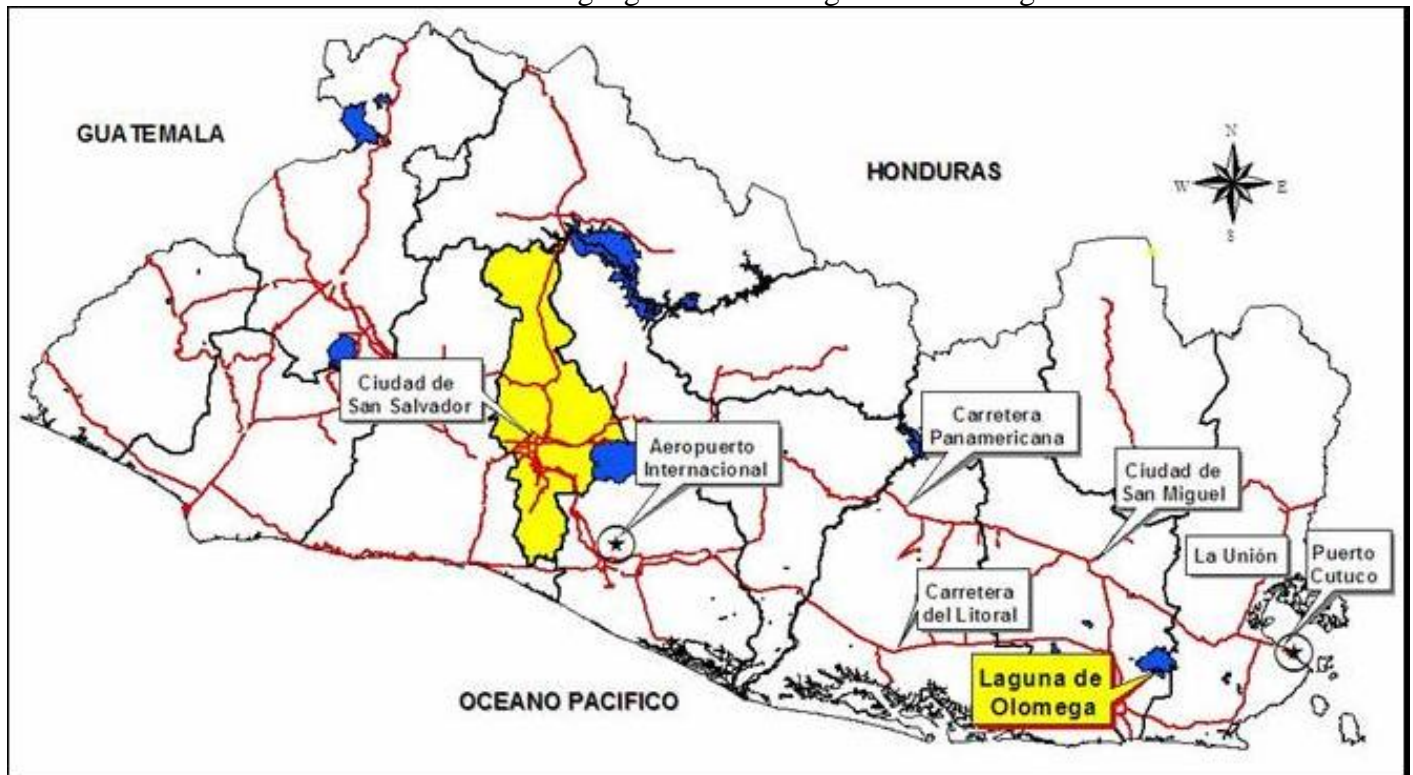 GUATEMALA
HONDURAS
N
W
E
S
Ciudad de
San Salvador
Aeropuerto
Internacional
Carretera
Panamericana
Ciudad de
San Miguel
La Unión
Puerto
Cutuco
Carretera
del Litoral
Laguna de
Olomega
OCEANO PACIFICO